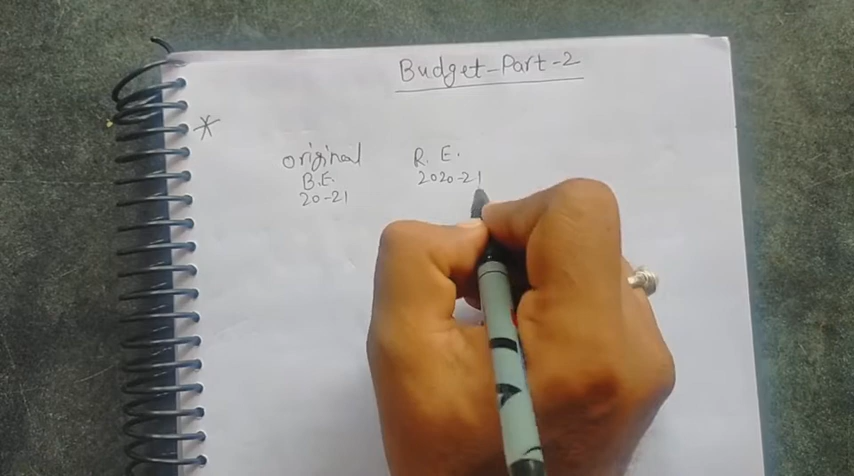 Budget-Part-2
*
original R. E.
B.E. 2020-21
20-21